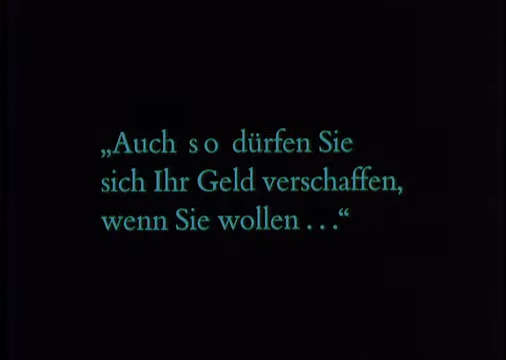 „Auch s o dürfen Sie
sich Ihr Geld verschaffen,
wenn Sie wollen . . .“